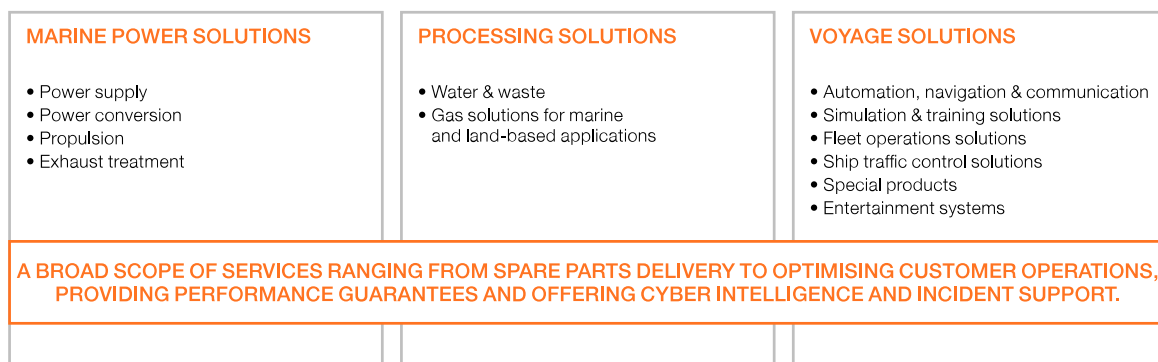 MARINE POWER SOLUTIONS
• Power supply
• Power conversion
• Propulsion
• Exhaust treatment
PROCESSING SOLUTIONS
• Water & waste
• Gas solutions for marine
and land-based applications
VOYAGE SOLUTIONS
• Automation, navigation & communication
• Simulation & training solutions
• Fleet operations solutions
• Ship traffic control solutions
• Special products
• Entertainment systems
A BROAD SCOPE OF SERVICES RANGING FROM SPARE PARTS DELIVERY TO OPTIMISING CUSTOMER OPERATIONS,
PROVIDING PERFORMANCE GUARANTEES AND OFFERING CYBER INTELLIGENCE AND INCIDENT SUPPORT.